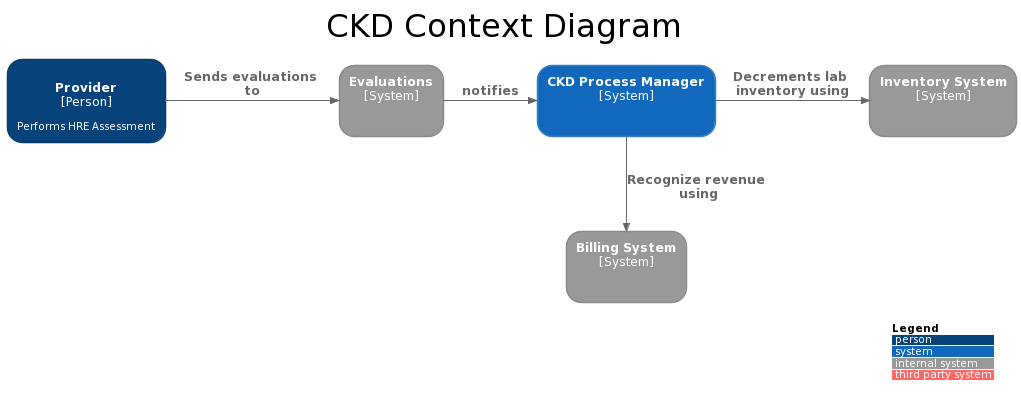 CKD Context Diagram
Provider
[Person]
Performs HRE Assessment
Sends evaluations
to
Evaluations
[System]
notifies
CKD Process Manager
[System]
Decrements lab
inventory using
Inventory System
[System]
Recognize revenue
using
Billing System
[System]
Legend
person
system
internal system
third party system